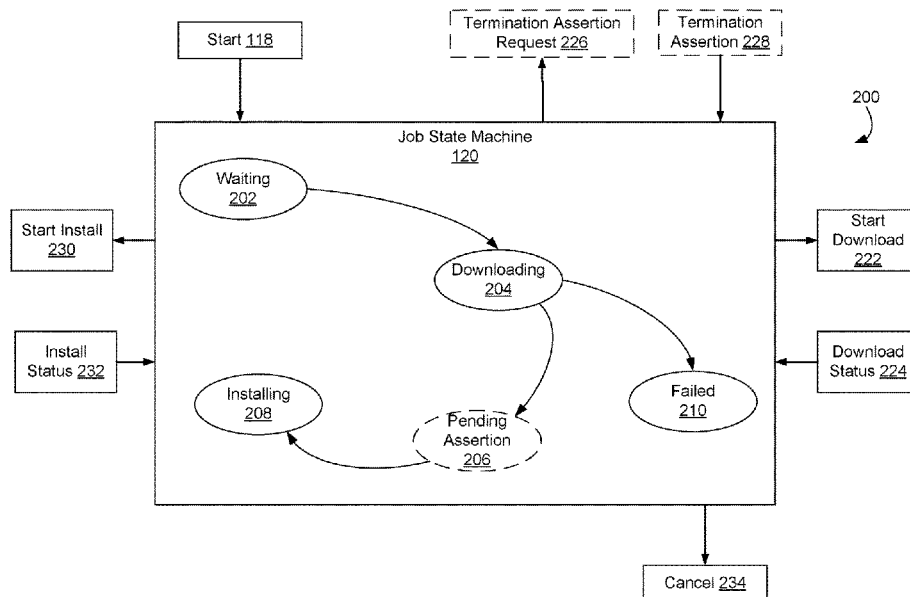 Start 118
Termination Assertion
Request 226
Termination
Assertion 228
200
Job State Machine
120
Waiting
202
Start Install
230
Downloading
204
Start
Download
222
Install
Status 232
Installing
208
Pending
Assertion
206
Failed
210
Download
Status 224
Cancel 234